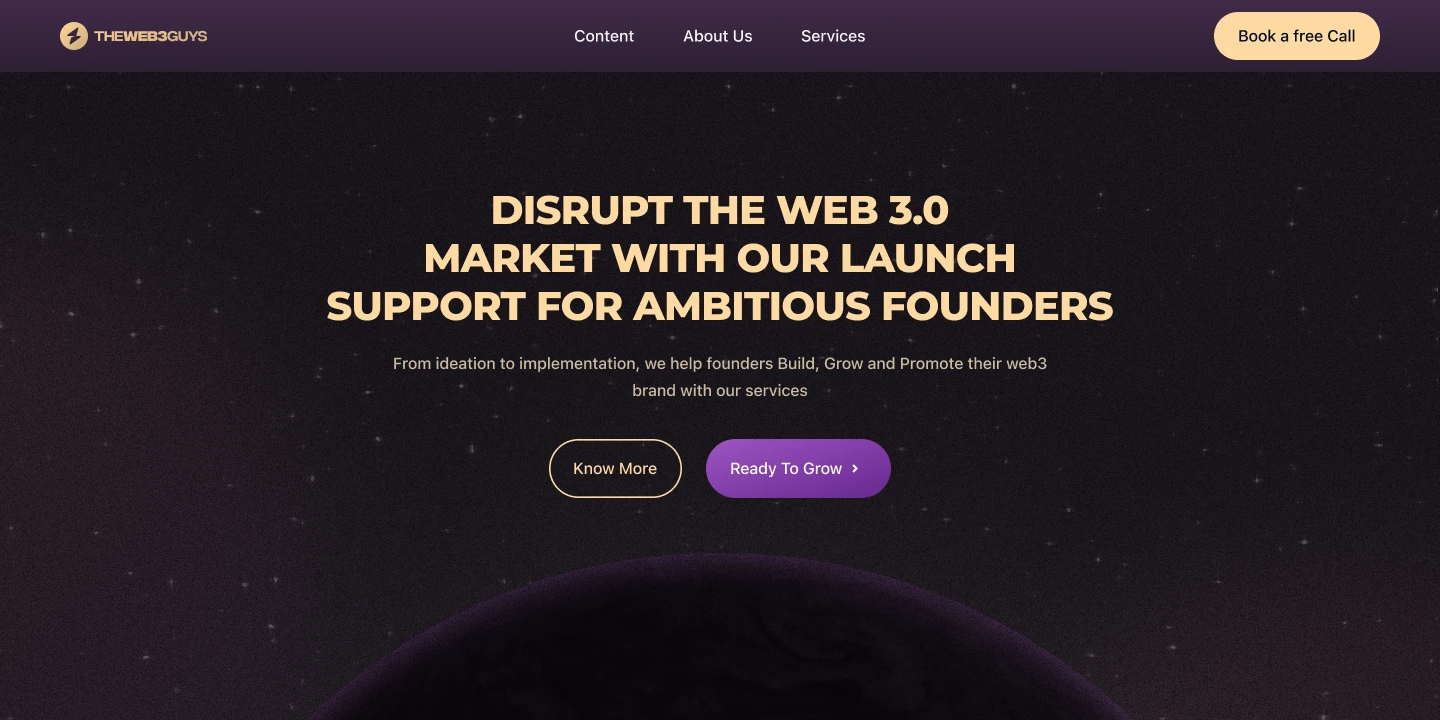 THEWEB3GUYS
Content
About Us
Services
Book a free Call
DISRUPT THE WEB 3.0
MARKET WITH OUR LAUNCH
SUPPORT FOR AMBITIOUS FOUNDERS
From ideation to implementation, we help founders Build, Grow and Promote their web3
brand with our services
Know More
Ready To Grow